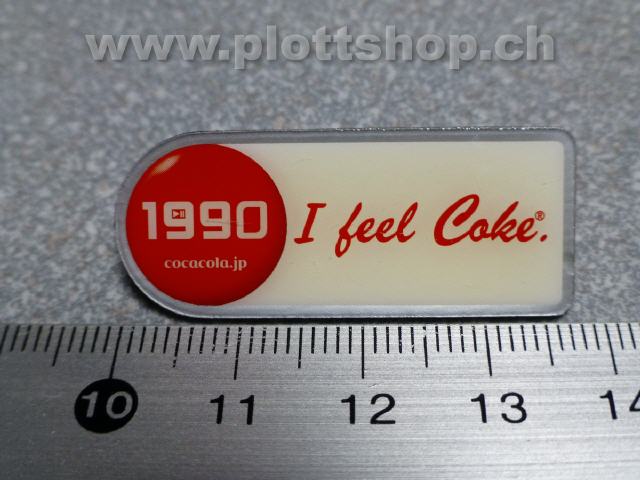 www.plottshop.ch
1990
cocacola.jp
I feel Coke®.
10 11 12 13 14